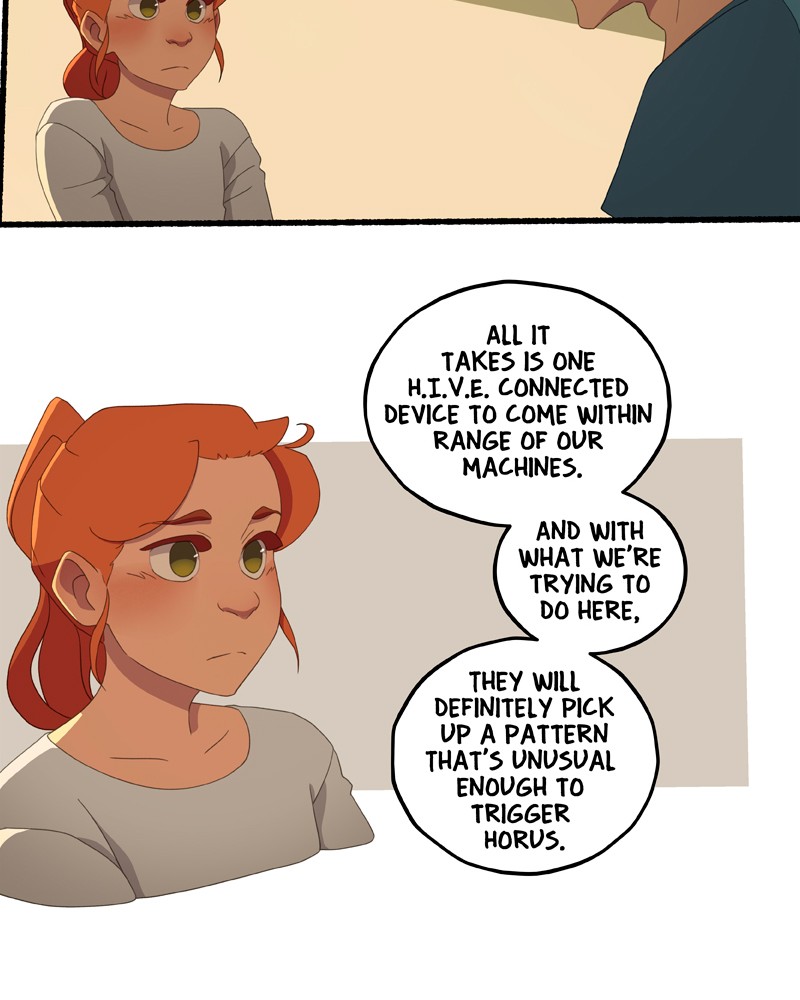 ALL IT
TAKES IS ONE
H.I.V.E. CONNECTED
DEVICE TO COME WITHIN
RANGE OF OUR
MACHINES.
AND WITH
WHAT WE'RE
TRYING TO
DO HERE,
THEY WILL
DEFINITELY PICK
UP A PATTERN
THAT'S UNUSUAL
ENOUGH TO
TRIGGER
HORUS.